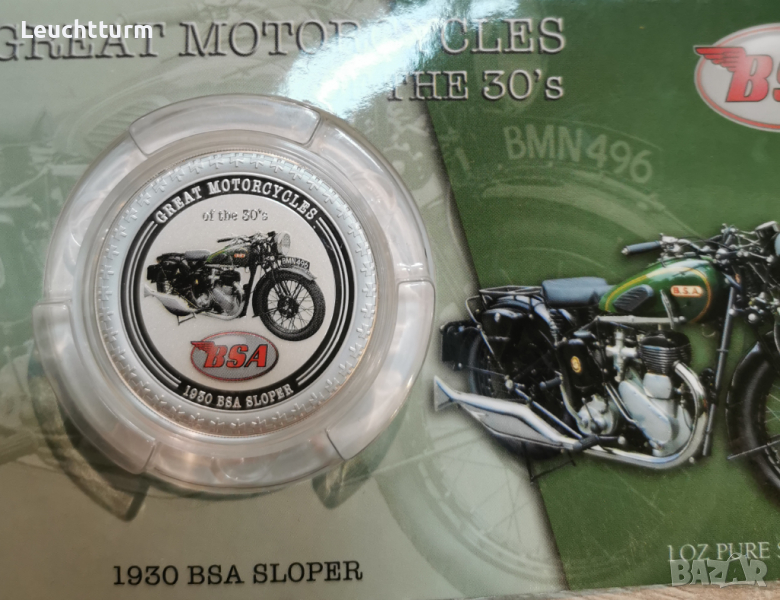 Leuchtturm
GREAT MOTORCYCLES
THE 30's
BSA
BMN496
GREAT MOTORCYCLES
of the 30's
BMN496
BSA
1930 BSA SLOPER
B.S.A
1930 BSA SLOPER
1OZ PURE
BAZAR